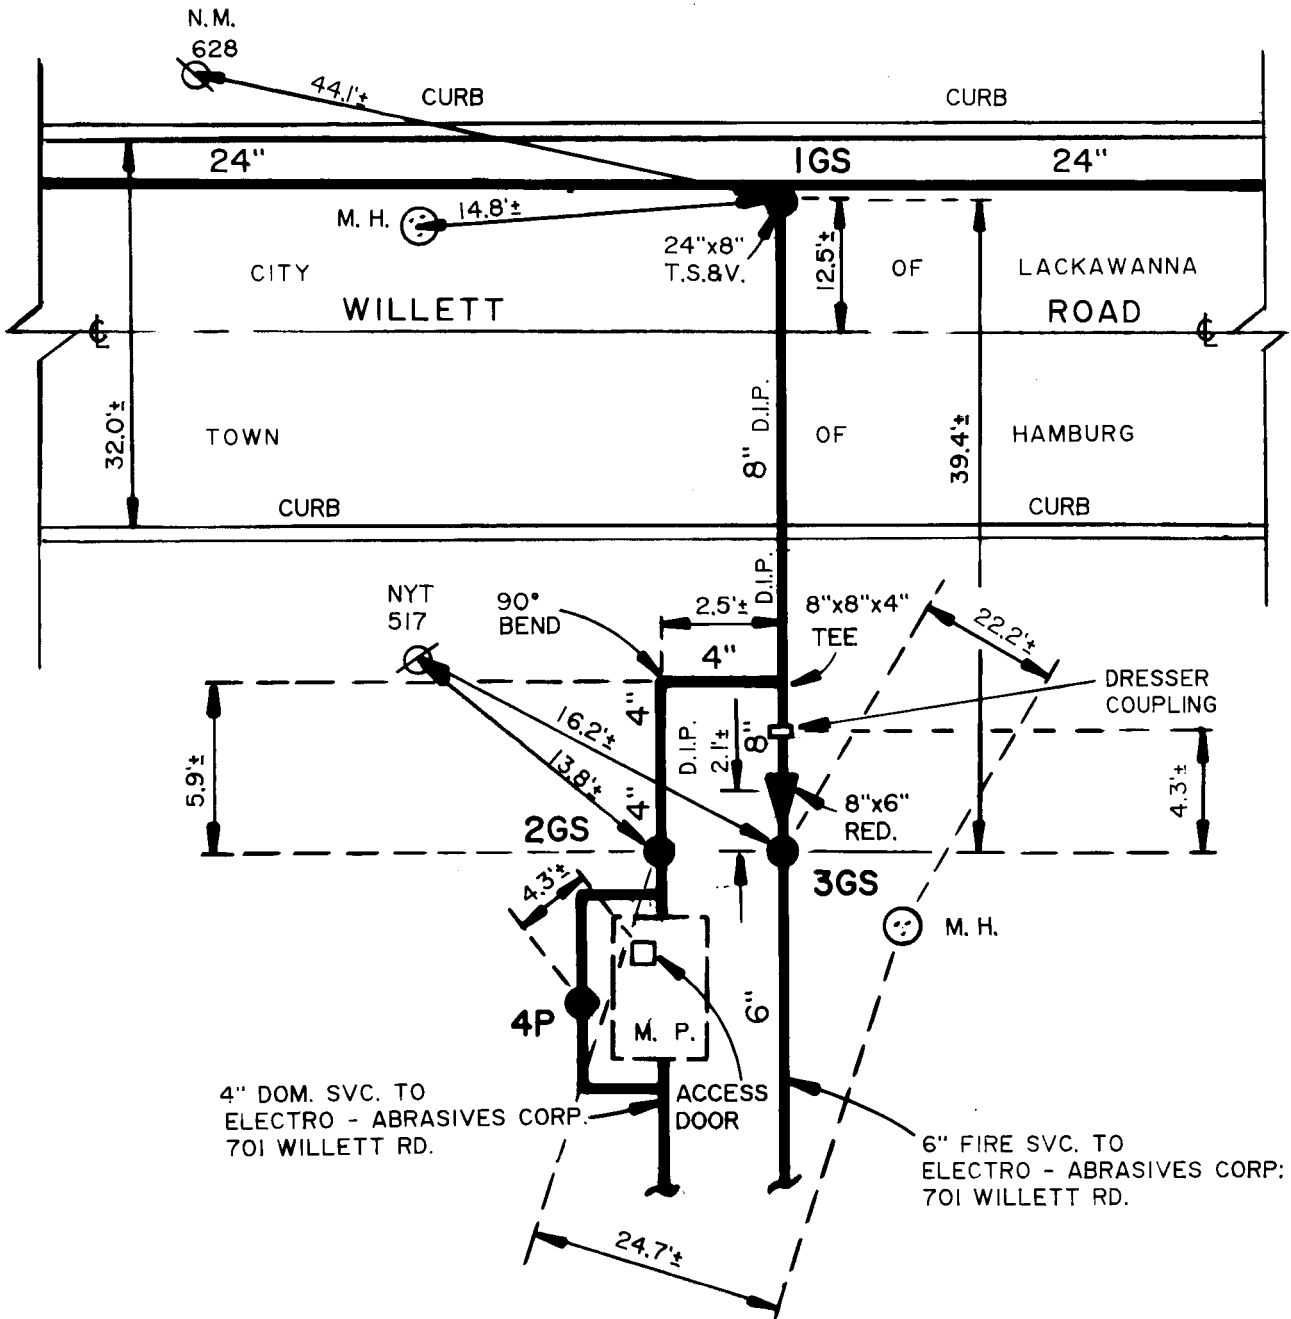 N.M.
628
44.1'±
CURB
CURB
24"
1GS
24"
M. H.
14.8'±
24"x8"
T.S.&V.
12.5'±
CITY
OF
LACKAWANNA
WILLETT
ROAD
℄
℄
32.0'±
8" D.I.P.
39.4'±
TOWN
OF
HAMBURG
CURB
CURB
D.I.P.
NYT
517
90°
BEND
2.5'±
8"x8"x4"
TEE
22.2'±
4"
DRESSER
COUPLING
4"
16.2'±
D.I.P.
2.1'±
8"
5.9'±
13.8'±
4"
8"x6"
RED.
4.3'±
2GS
3GS
4.3'±
M. H.
6"
4P
M. P.
4" DOM. SVC. TO
ELECTRO - ABRASIVES CORP.
701 WILLETT RD.
ACCESS
DOOR
6" FIRE SVC. TO
ELECTRO - ABRASIVES CORP.
701 WILLETT RD.
24.7'±